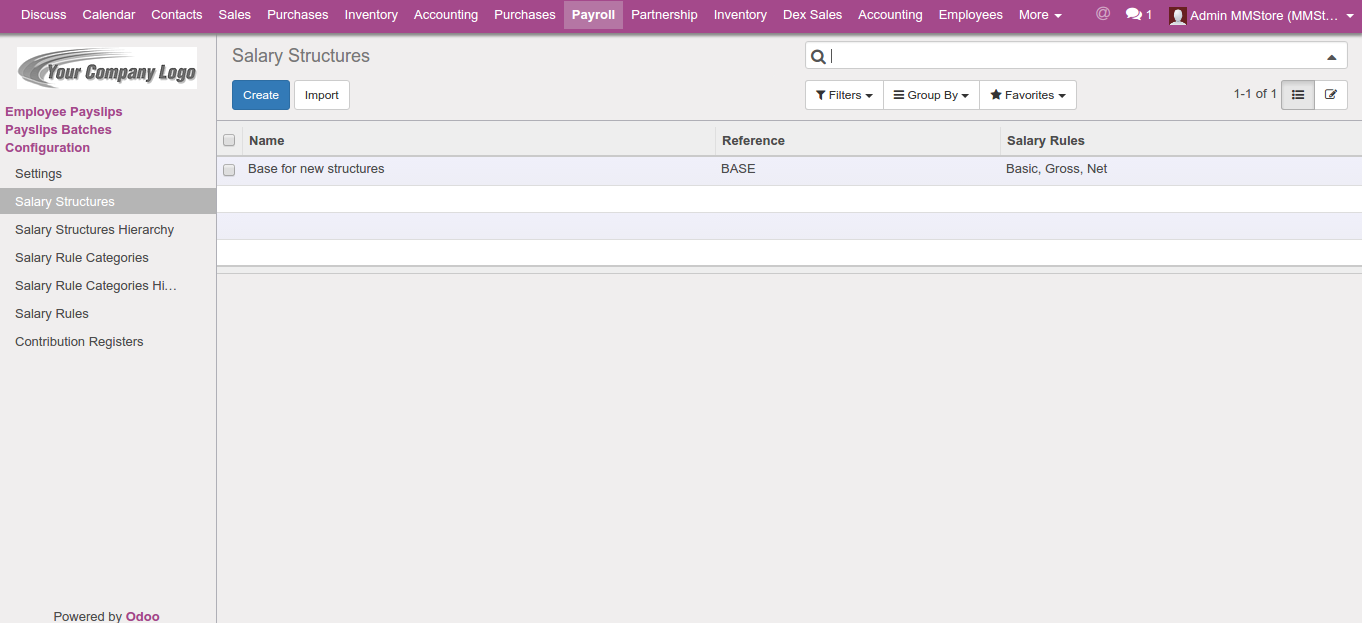 Discuss Calendar Contacts Sales Purchases Inventory Accounting Purchases Payroll Partnership Inventory Dex Sales Accounting Employees More @ 1 Admin MMStore (MMSt...
Your Company Logo
Salary Structures
Create Import
Filters Group By Favorites 1-1 of 1
Employee Payslips
Payslips Batches
Configuration
Settings
Salary Structures
Salary Structures Hierarchy
Salary Rule Categories
Salary Rule Categories Hi...
Salary Rules
Contribution Registers
Name Reference Salary Rules
Base for new structures BASE Basic, Gross, Net
Powered by Odoo